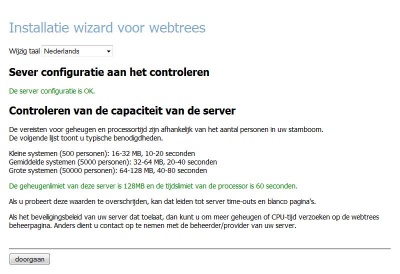 Installatie wizard voor webtrees
Wijzig taal Nederlands
Sever configuratie aan het controleren
De server configuratie is OK.
Controleren van de capaciteit van de server
De vereisten voor geheugen en processortijd zijn afhankelijk van het aantal personen in uw stamboom.
De volgende lijst toont u typische benodigdheden.
Kleine systemen (500 personen): 16-32 MB, 10-20 seconden
Gemiddelde systemen (5000 personen): 32-64 MB, 20-40 seconden
Grote systemen (50000 personen): 64-128 MB, 40-80 seconden
De geheugenlimiet van deze server is 128MB en de tijdslimiet van de processor is 60 seconden.
Als u probeert deze waarden te overschrijden, dan kan dat leiden tot server time-outs en blanco pagina's.
Als het beveiligingsbeleid van uw server dat toelaat, dan kunt u om meer geheugen of CPU-tijd verzoeken op de webtrees
beheerpagina. Anders dient u contact op te nemen met de beheerder/provider van uw server.
doorgaan